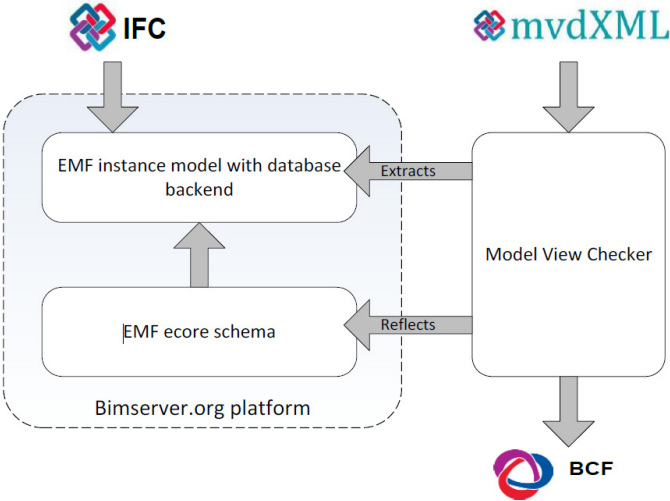 IFC
mvdXML
EMF instance model with database
backend
Extracts
Model View Checker
EMF ecore schema
Reflects
Bimserver.org platform
BCF